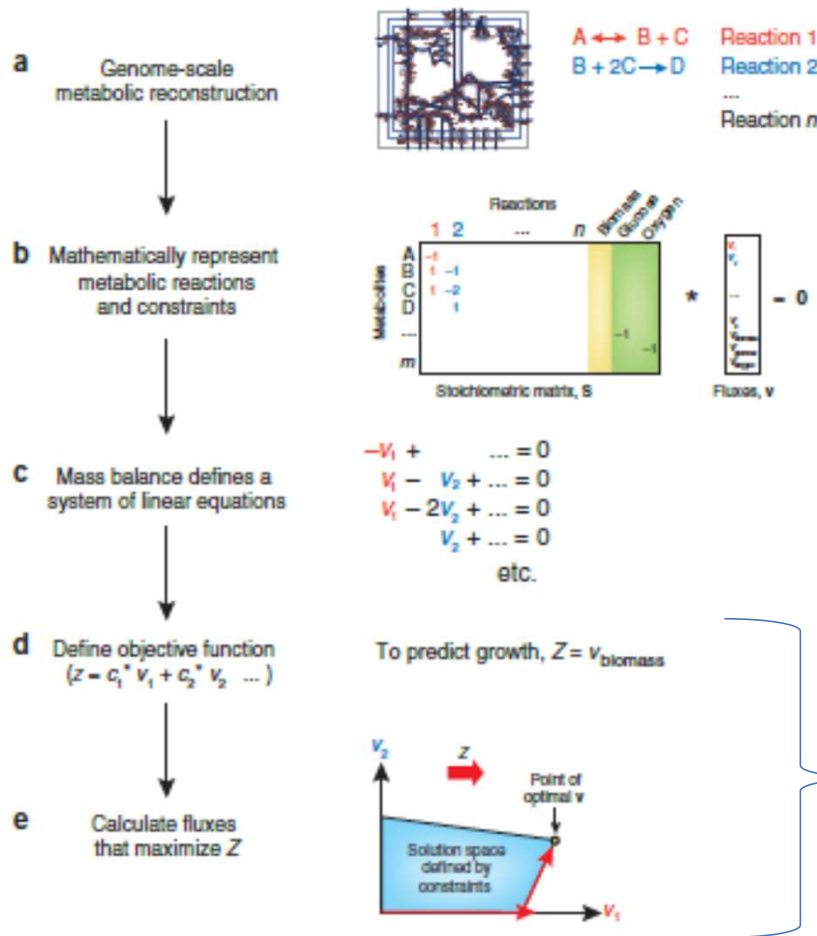 a
Genome-scale
metabolic reconstruction
A ↔ B + C Reaction 1
B + 2C → D Reaction 2
...
Reaction n
b
Mathematically represent
metabolic reactions
and constraints
Reactions
1 2 ... n Biomass Glucose Oxygen
Metabolites
A -1
B 1 -1
C 1 -2
D 1
... -1
m -1
Stoichiometric matrix, S
* = 0
v₁
...
Fluxes, v
c
Mass balance defines a
system of linear equations
-v₁ + ... = 0
v₁ - v₂ + ... = 0
v₁ - 2v₂ + ... = 0
v₂ + ... = 0
etc.
d
Define objective function
(z = c₁* v₁ + c₂* v₂ ... )
To predict growth, Z = v_biomass
e
Calculate fluxes
that maximize Z
v₂
Z
Point of
optimal v
Solution space
defined by
constraints
v₁